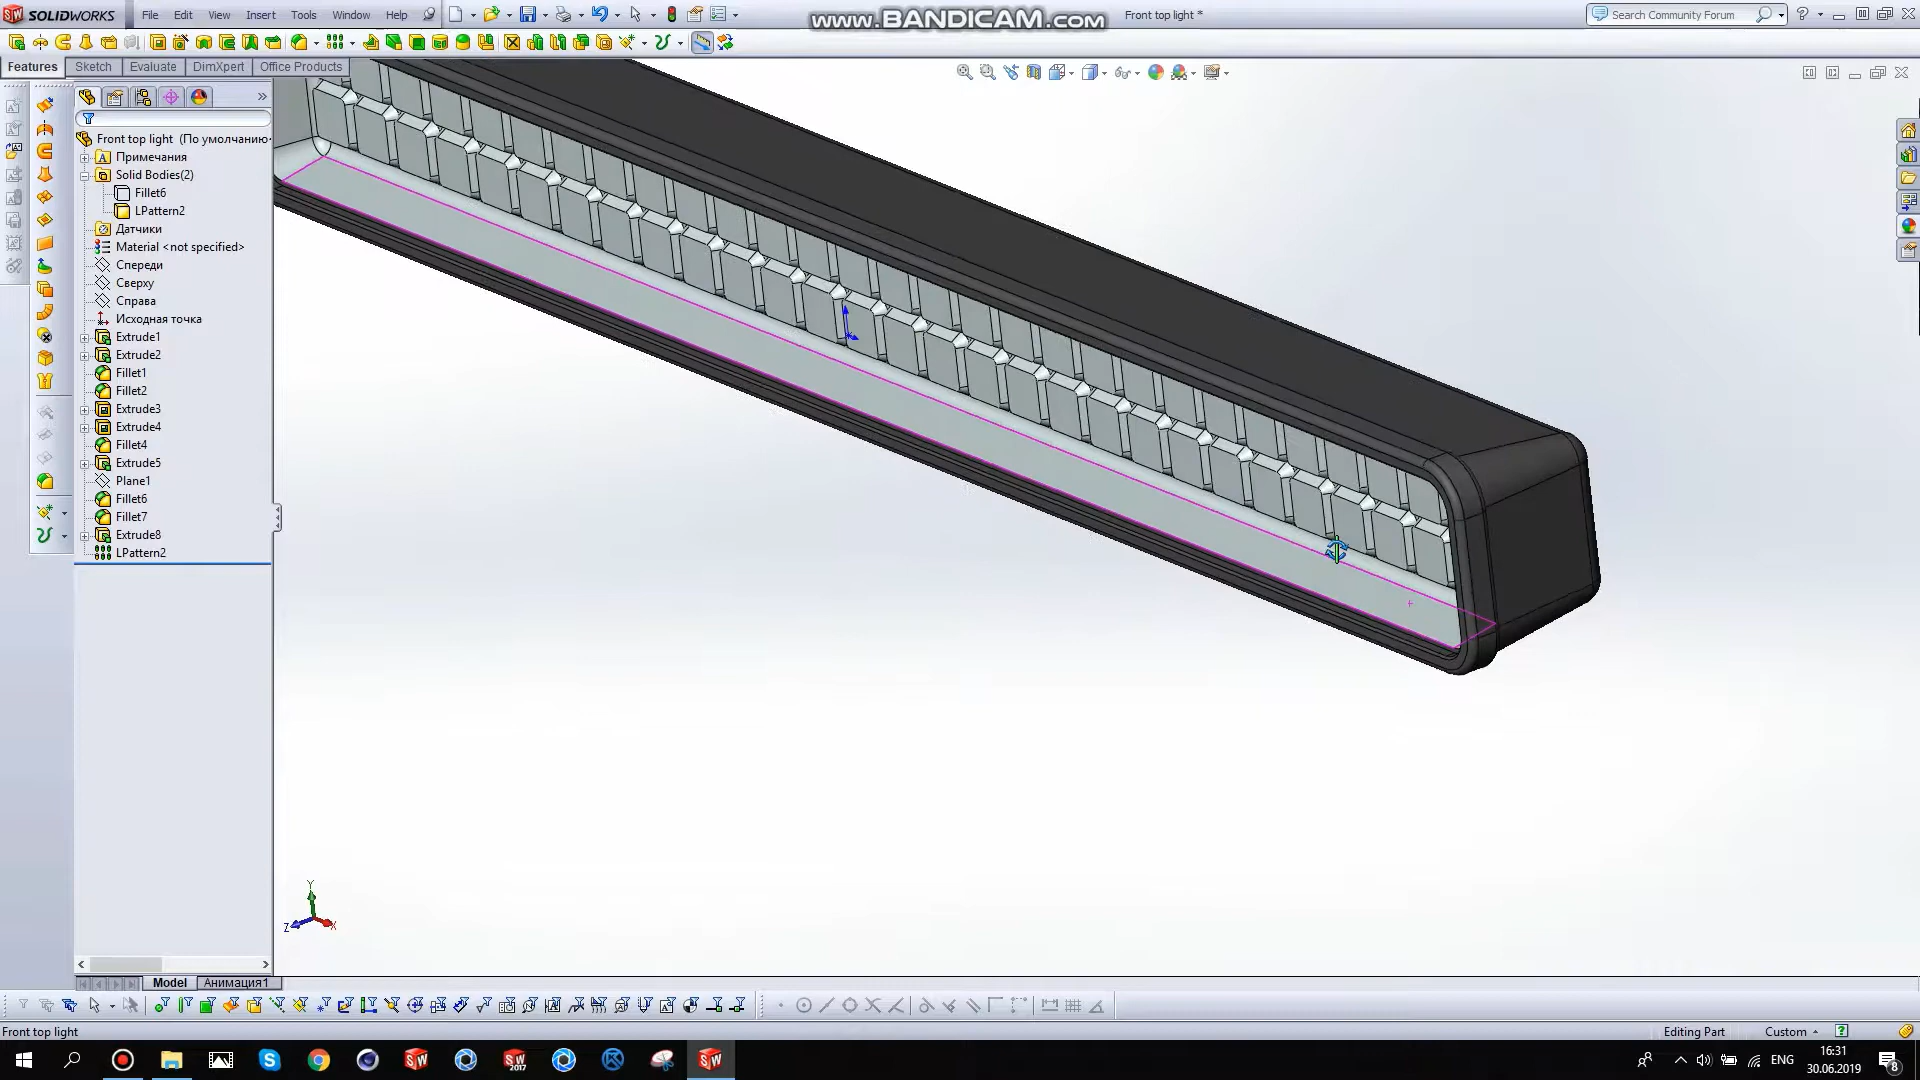 SOLIDWORKS File Edit View Insert Tools Window Help www.BANDICAM.com Front top light * Search Community Forum
Features Sketch Evaluate DimXpert Office Products
Front top light (По умолчанию
Примечания
Solid Bodies(2)
Fillet6
LPattern2
Датчики
Material <not specified>
Спереди
Сверху
Справа
Исходная точка
Extrude1
Extrude2
Fillet1
Fillet2
Extrude3
Extrude4
Fillet4
Extrude5
Plane1
Fillet6
Fillet7
Extrude8
LPattern2
Y
Z X
Model Анимация1
Front top light Editing Part Custom
2017 ENG 16:31
30.06.2019 8